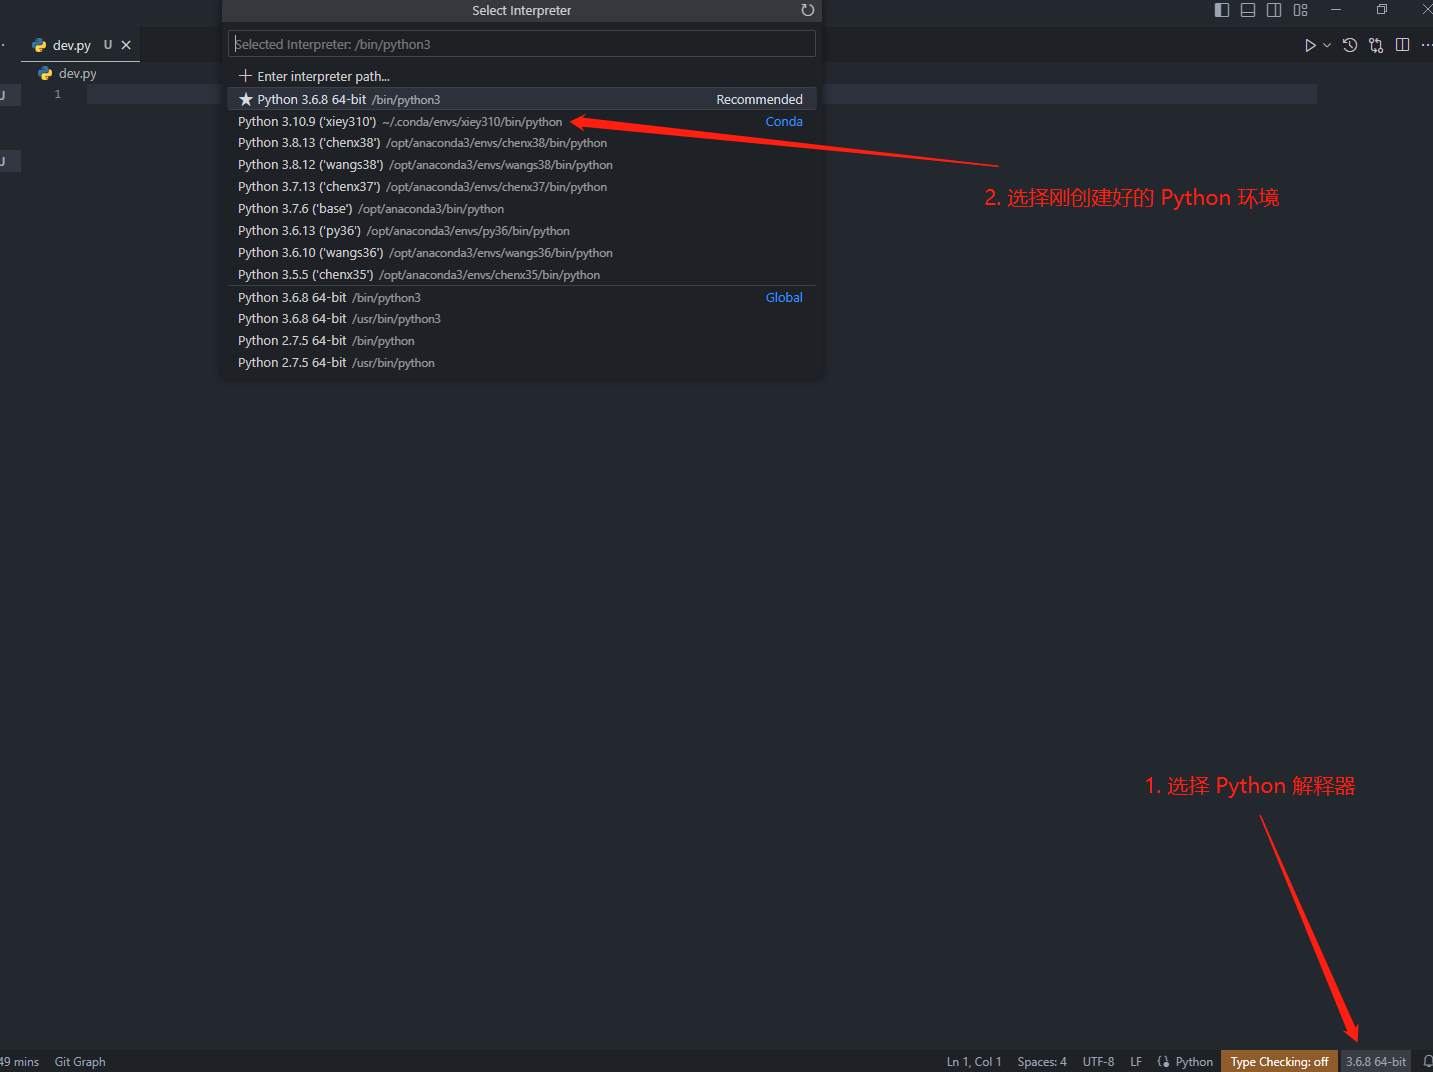 Select Interpreter
dev.py U
Selected Interpreter: /bin/python3
dev.py
Enter interpreter path...
1
U
Python 3.6.8 64-bit /bin/python3 Recommended
Python 3.10.9 ('xiey310') ~/.conda/envs/xiey310/bin/python Conda
Python 3.8.13 ('chenx38') /opt/anaconda3/envs/chenx38/bin/python
U
Python 3.8.12 ('wangs38') /opt/anaconda3/envs/wangs38/bin/python
Python 3.7.13 ('chenx37') /opt/anaconda3/envs/chenx37/bin/python
2. 选择刚创建好的 Python 环境
Python 3.7.6 ('base') /opt/anaconda3/bin/python
Python 3.6.13 ('py36') /opt/anaconda3/envs/py36/bin/python
Python 3.6.10 ('wangs36') /opt/anaconda3/envs/wangs36/bin/python
Python 3.5.5 ('chenx35') /opt/anaconda3/envs/chenx35/bin/python
Python 3.6.8 64-bit /bin/python3 Global
Python 3.6.8 64-bit /usr/bin/python3
Python 2.7.5 64-bit /bin/python
Python 2.7.5 64-bit /usr/bin/python
1. 选择 Python 解释器
49 mins Git Graph Ln 1, Col 1 Spaces: 4 UTF-8 LF Python Type Checking: off 3.6.8 64-bit